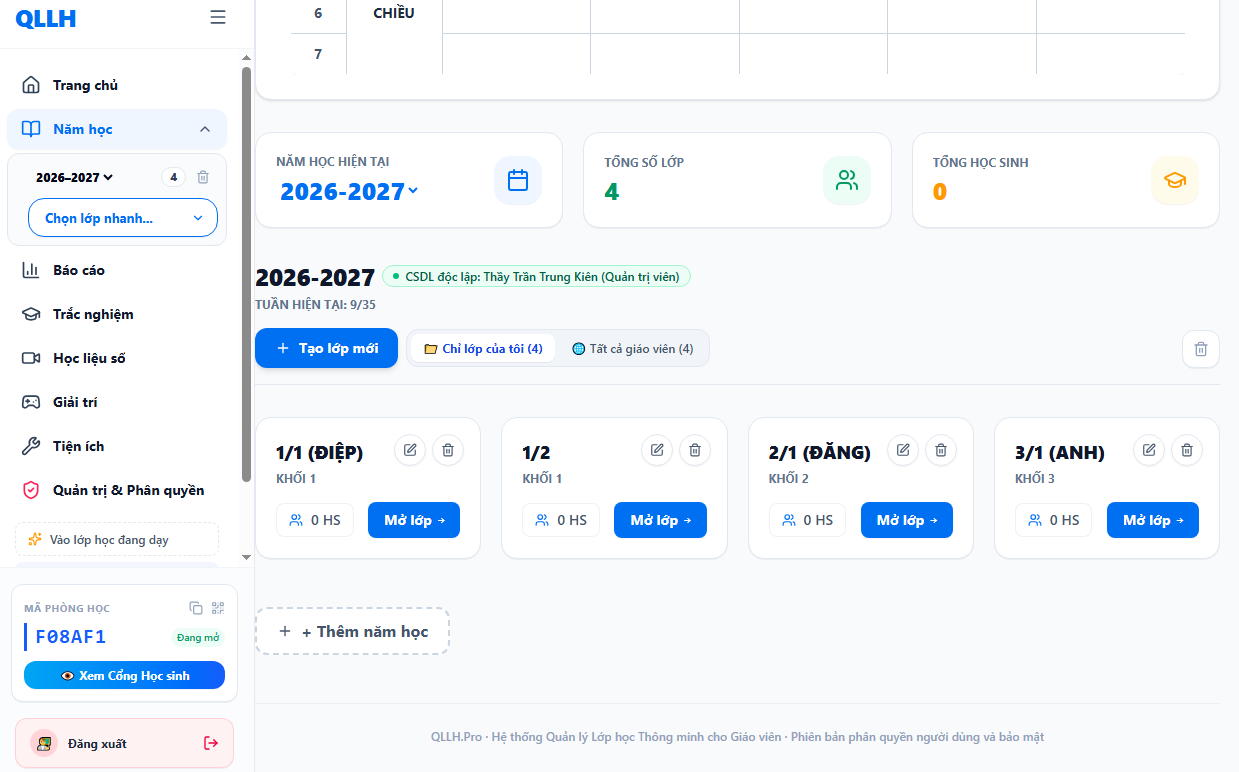 QLLH
Trang chủ
Năm học
2026–2027
4
Chọn lớp nhanh...
Báo cáo
Trắc nghiệm
Học liệu số
Giải trí
Tiện ích
Quản trị & Phân quyền
Vào lớp học đang dạy
MÃ PHÒNG HỌC
F08AF1
Đang mở
Xem Cổng Học sinh
Đăng xuất
6
CHIỀU
7
NĂM HỌC HIỆN TẠI
2026-2027
TỔNG SỐ LỚP
4
TỔNG HỌC SINH
0
2026-2027
CSDL độc lập: Thầy Trần Trung Kiên (Quản trị viên)
TUẦN HIỆN TẠI: 9/35
Tạo lớp mới
Chỉ lớp của tôi (4)
Tất cả giáo viên (4)
1/1 (ĐIỆP)
KHỐI 1
0 HS
Mở lớp →
1/2
KHỐI 1
0 HS
Mở lớp →
2/1 (ĐĂNG)
KHỐI 2
0 HS
Mở lớp →
3/1 (ANH)
KHỐI 3
0 HS
Mở lớp →
+ Thêm năm học
QLLH.Pro · Hệ thống Quản lý Lớp học Thông minh cho Giáo viên · Phiên bản phân quyền người dùng và bảo mật